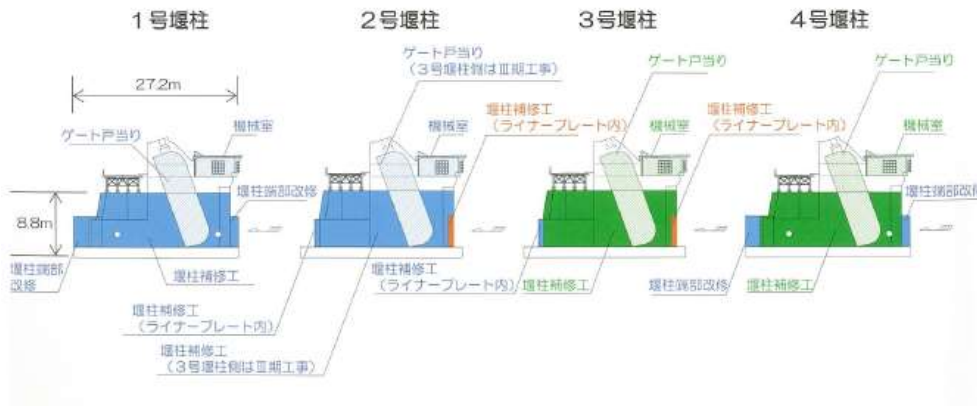 1号堰柱
2号堰柱
3号堰柱
4号堰柱
27.2m
8.8m
ゲート戸当り
機械室
堰柱端部改修
堰柱端部
改修
堰柱補修工
ゲート戸当り
(3号堰柱側はⅢ期工事)
機械室
堰柱補修工
(ライナープレート内)
堰柱補修工
(ライナープレート内)
堰柱補修工
(3号堰柱側はⅢ期工事)
堰柱補修工
(ライナープレート内)
ゲート戸当り
機械室
堰柱補修工
(ライナープレート内)
堰柱補修工
ゲート戸当り
機械室
堰柱端部改修
堰柱端部改修
堰柱補修工